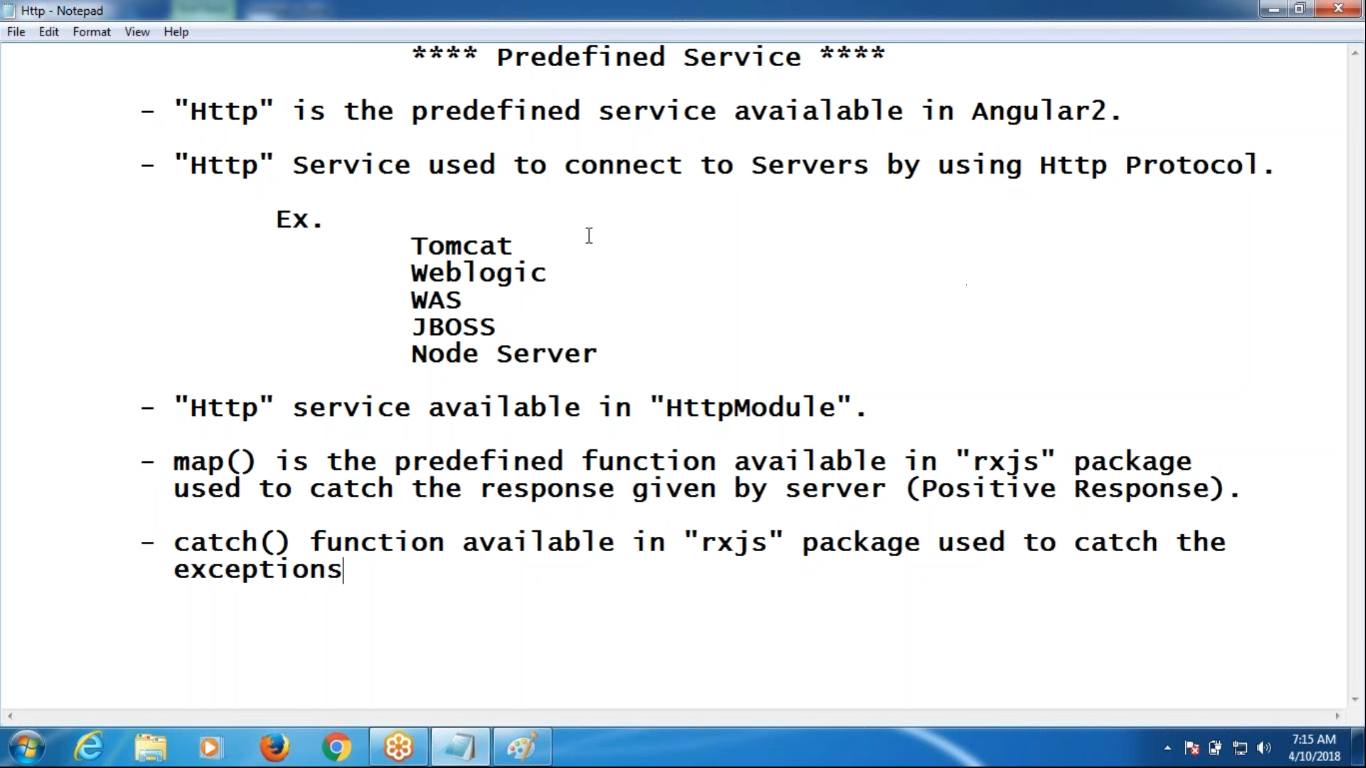 Http - Notepad
File Edit Format View Help
**** Predefined Service ****
- "Http" is the predefined service avaialable in Angular2.
- "Http" Service used to connect to Servers by using Http Protocol.
Ex.
Tomcat
Weblogic
WAS
JBOSS
Node Server
- "Http" service available in "HttpModule".
- map() is the predefined function available in "rxjs" package
used to catch the response given by server (Positive Response).
- catch() function available in "rxjs" package used to catch the
exceptions
7:15 AM
4/10/2018